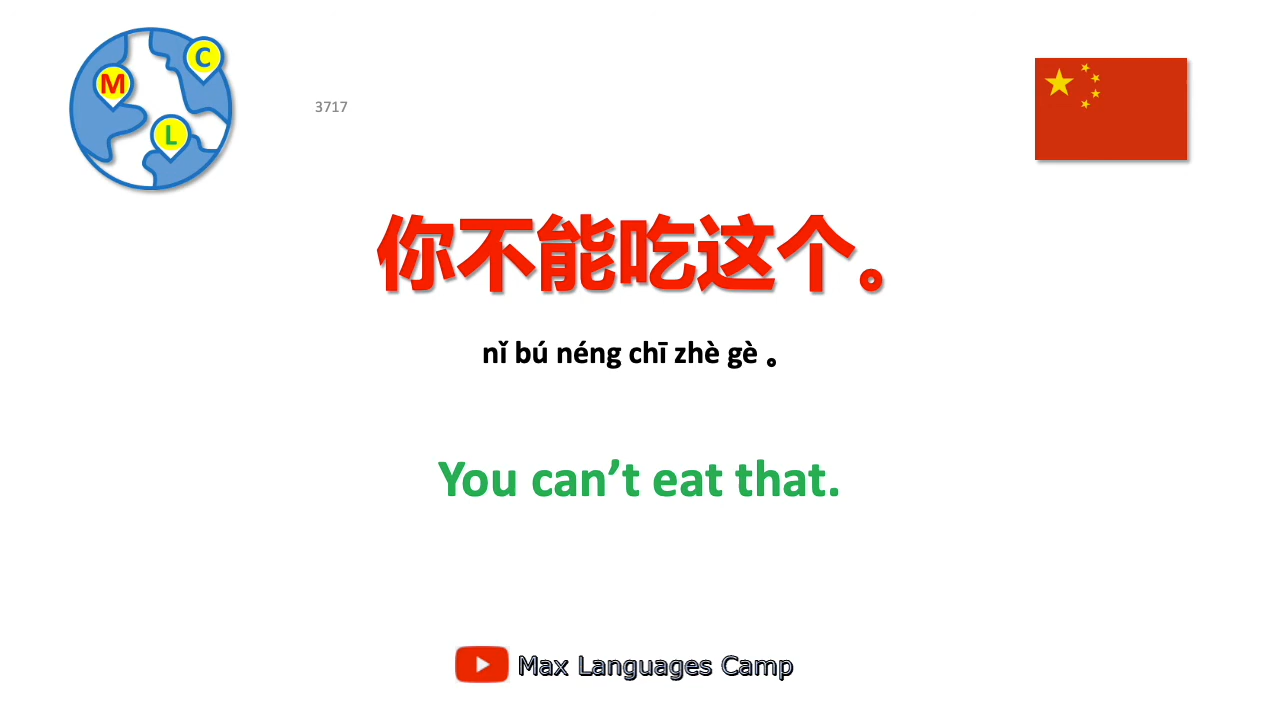 M
C
L
3717
你不能吃这个。
nǐ bú néng chī zhè gè 。
You can’t eat that.
Max Languages Camp